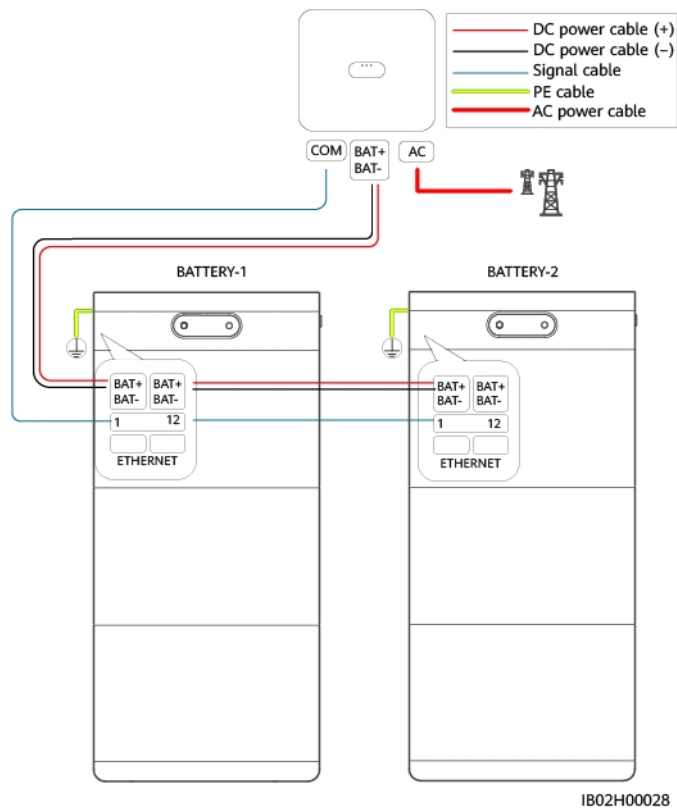 DC power cable (+)
DC power cable (−)
Signal cable
PE cable
AC power cable
COM
BAT+
BAT-
AC
BATTERY-1
BATTERY-2
BAT+ BAT+
BAT- BAT-
1 12
ETHERNET
BAT+ BAT+
BAT- BAT-
1 12
ETHERNET
IB02H00028